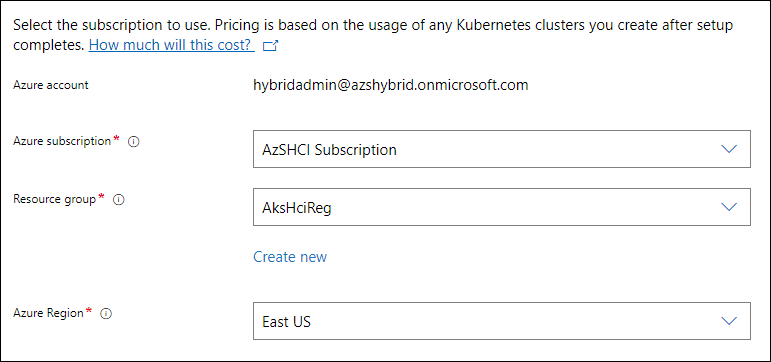 Select the subscription to use. Pricing is based on the usage of any Kubernetes clusters you create after setup
completes. How much will this cost?
Azure account hybridadmin@azshybrid.onmicrosoft.com
Azure subscription * AzSHCI Subscription
Resource group * AksHciReg
Create new
Azure Region * East US